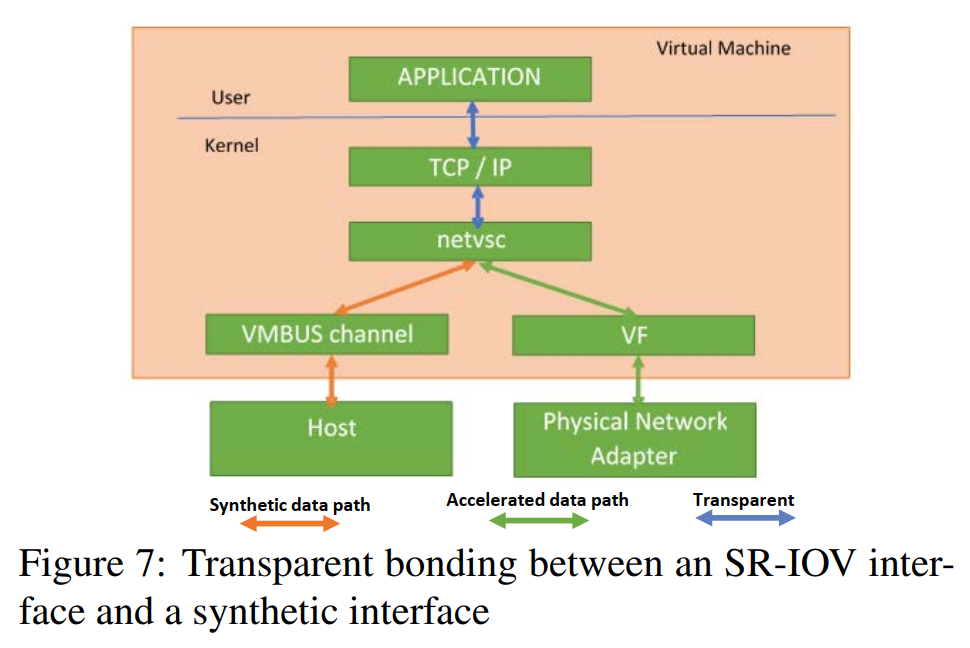 Virtual Machine
APPLICATION
User
Kernel
TCP / IP
netvsc
VMBUS channel
VF
Host
Physical Network
Adapter
Synthetic data path
Accelerated data path
Transparent
Figure 7: Transparent bonding between an SR-IOV inter-
face and a synthetic interface